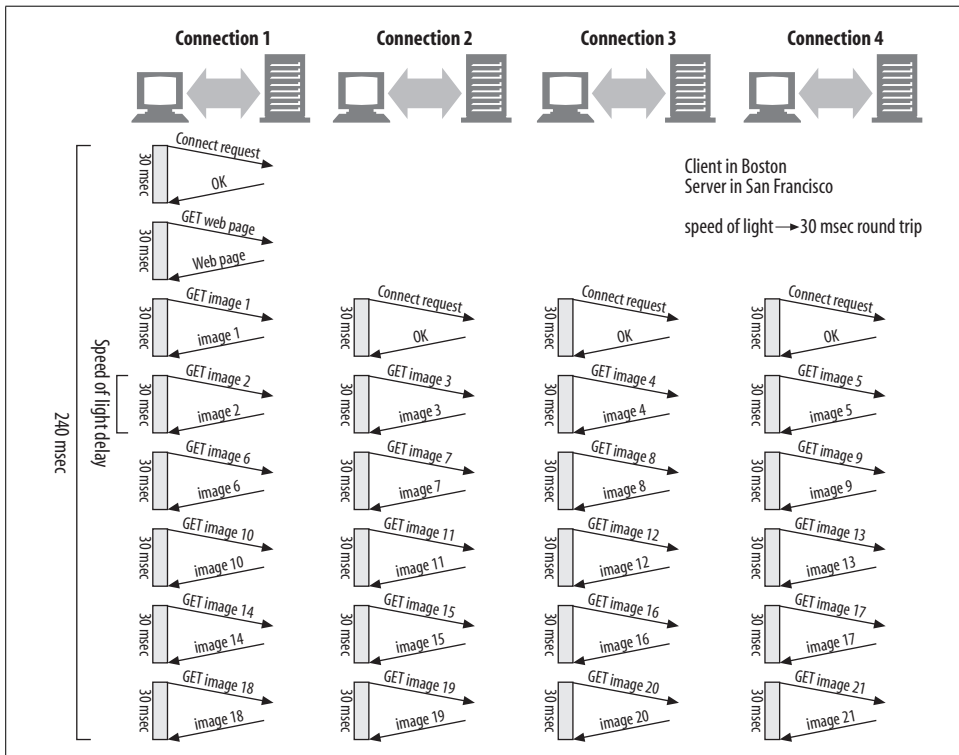 Connection 1
Connection 2
Connection 3
Connection 4
Client in Boston
Server in San Francisco
speed of light→30 msec round trip
240 msec
Speed of light delay
30 msec
Connect request
OK
30 msec
GET web page
Web page
30 msec
GET image 1
image 1
30 msec
Connect request
OK
30 msec
Connect request
OK
30 msec
Connect request
OK
30 msec
GET image 2
image 2
30 msec
GET image 3
image 3
30 msec
GET image 4
image 4
30 msec
GET image 5
image 5
30 msec
GET image 6
image 6
30 msec
GET image 7
image 7
30 msec
GET image 8
image 8
30 msec
GET image 9
image 9
30 msec
GET image 10
image 10
30 msec
GET image 11
image 11
30 msec
GET image 12
image 12
30 msec
GET image 13
image 13
30 msec
GET image 14
image 14
30 msec
GET image 15
image 15
30 msec
GET image 16
image 16
30 msec
GET image 17
image 17
30 msec
GET image 18
image 18
30 msec
GET image 19
image 19
30 msec
GET image 20
image 20
30 msec
GET image 21
image 21